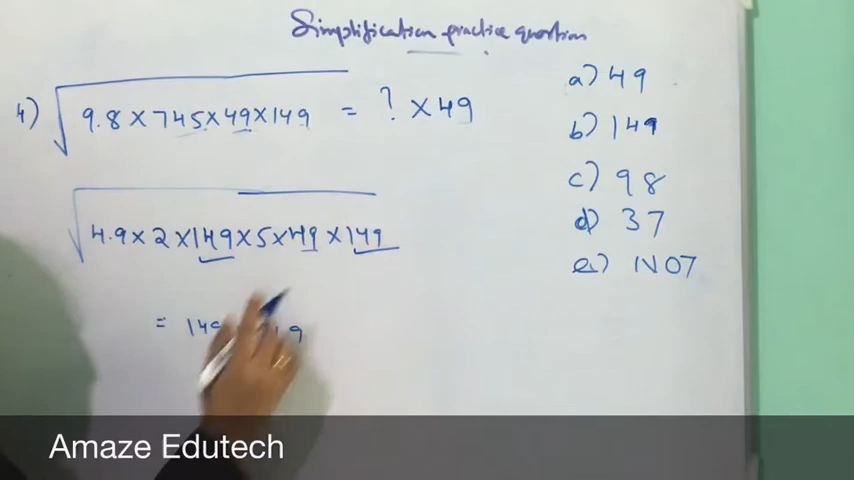 Simplification practice question
4) √9.8×745×49×149 = ? ×49
a) 49
b) 149
c) 98
d) 37
e) NOT
√4.9×2×149×5×49×149
= 149
Amaze Edutech